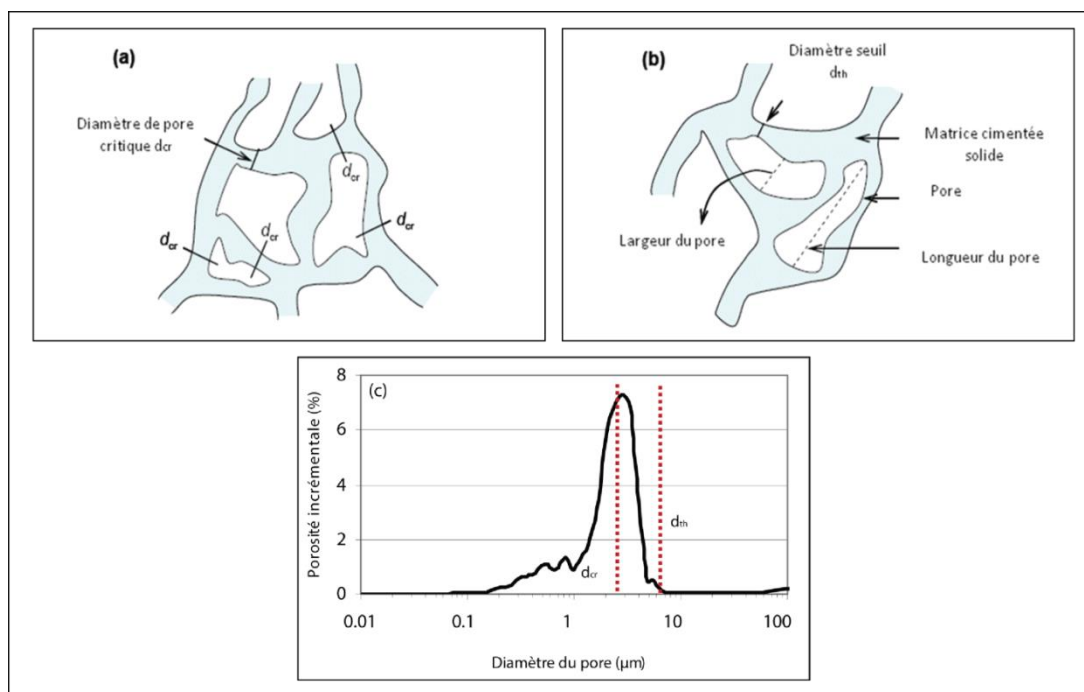 (a)
Diamètre de pore
critique dcr
dcr
dcr
dcr
dcr
(b)
Diamètre seuil
dth
Matrice cimentée
solide
Pore
Largeur du pore
Longueur du pore
(c)
Porosité incrémentale (%)
8
6
4
2
0
dcr
dth
0.01
0.1
1
10
100
Diamètre du pore (µm)